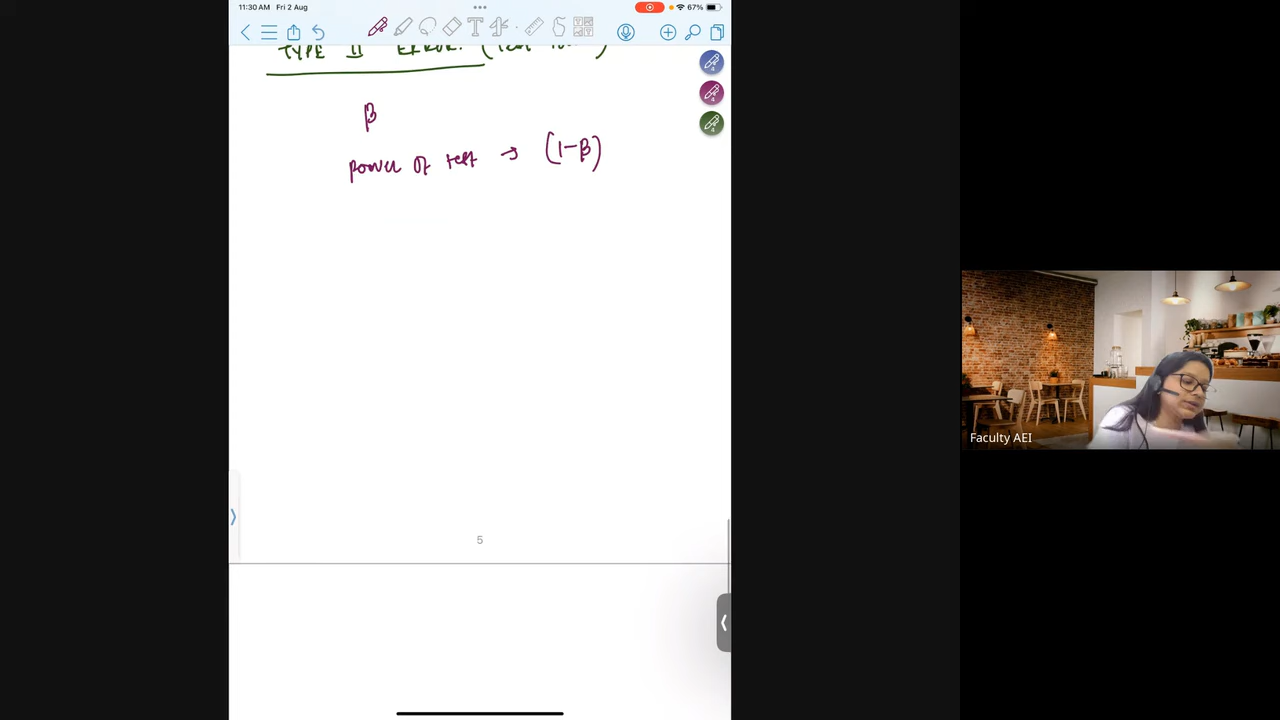 11:30 AM Fri 2 Aug
67%
TYPE II ERROR: (
β
power of test → (1-β)
5
Faculty AEI